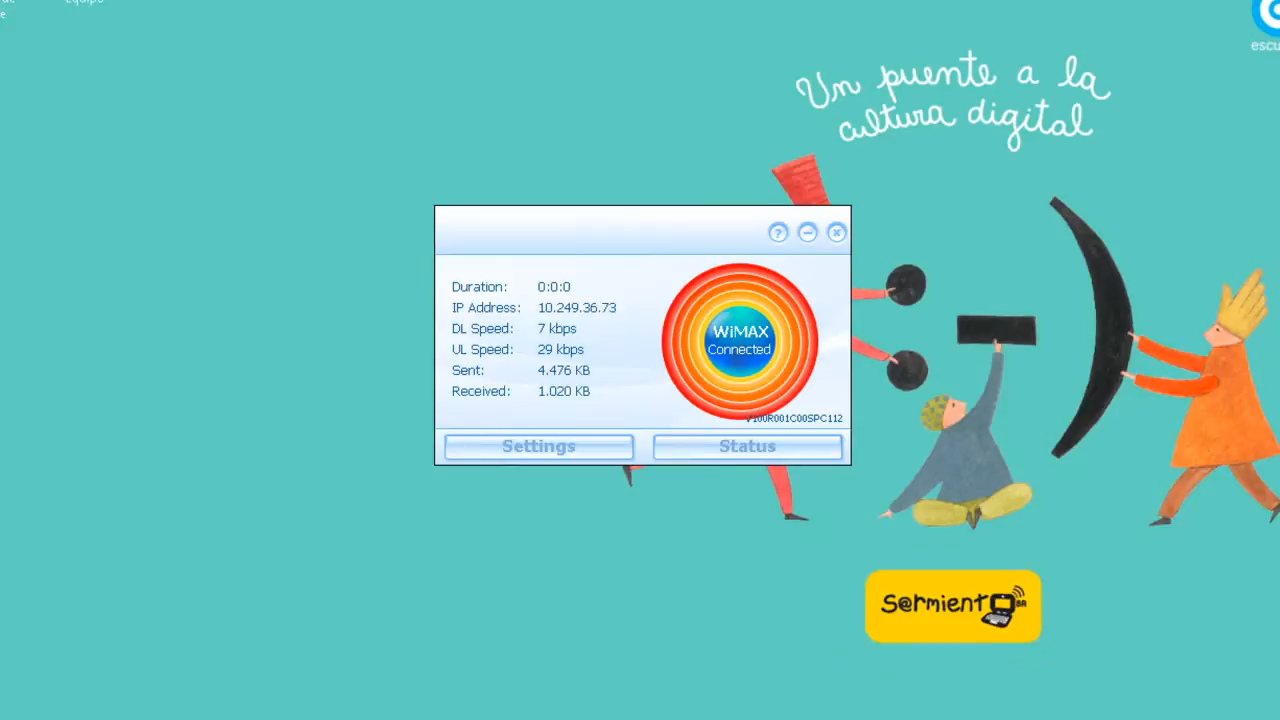 Equipo
e
escu
Un puente a la
cultura digital
Duration: 0:0:0
IP Address: 10.249.36.73
DL Speed: 7 kbps
UL Speed: 29 kbps
Sent: 4.476 KB
Received: 1.020 KB
WiMAX
Connected
V100R001C00SPC112
Settings Status
S@rmiento BA